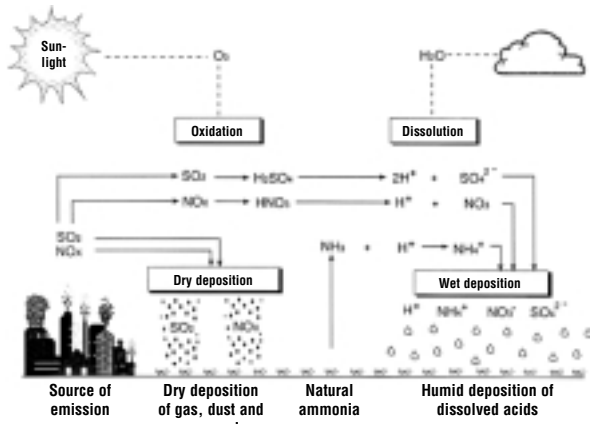 Sun-
light
O₃
H₂O
Oxidation
Dissolution
SO₂ H₂SO₄ 2H⁺ + SO₄²⁻
NOₓ HNO₃ H⁺ + NO₃
SO₂
NOₓ
NH₃ + H⁺ NH₄⁺
Dry deposition
Wet deposition
SO₂ NOₓ
H⁺ NH₄⁺ NO₃⁻ SO₄²⁻
Source of
emission
Dry deposition
of gas, dust and
Natural
ammonia
Humid deposition of
dissolved acids